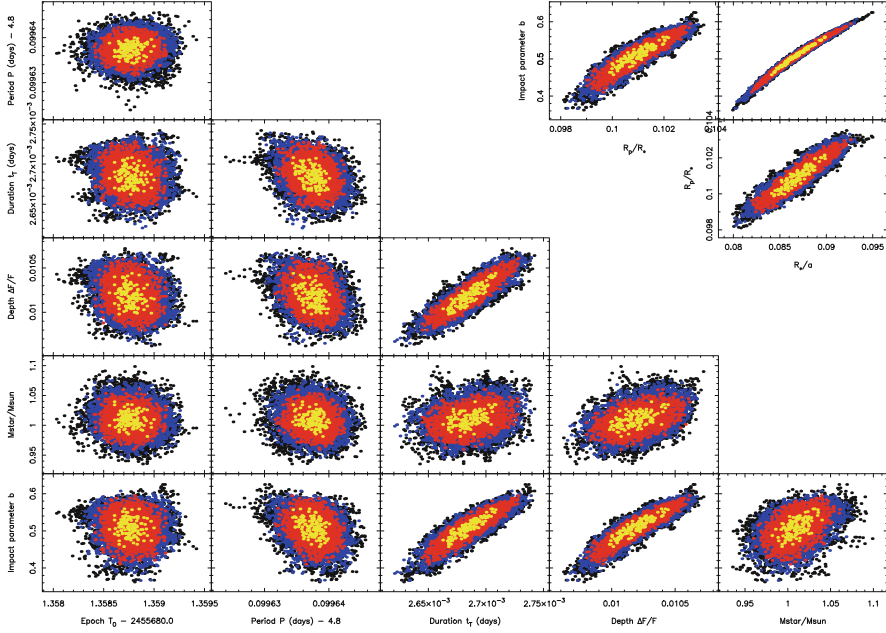 Period P (days) − 4.8
0.09963 0.09964
Impact parameter b
0.4 0.5 0.6
0.098 0.1 0.102 0.104
R_p/R_*
Duration t_T (days)
2.65×10⁻³ 2.7×10⁻³ 2.75×10⁻³
R_p/R_*
0.098 0.1 0.102 0.104
0.08 0.085 0.09 0.095
R_*/a
Depth ΔF/F
0.01 0.0105
Mstar/Msun
0.95 1 1.05 1.1
Impact parameter b
0.4 0.5 0.6
1.358 1.3585 1.359 1.3595
0.09963 0.09964
2.65×10⁻³ 2.7×10⁻³ 2.75×10⁻³
0.01 0.0105
0.95 1 1.05 1.1
Epoch T_0 − 2455680.0
Period P (days) − 4.8
Duration t_T (days)
Depth ΔF/F
Mstar/Msun